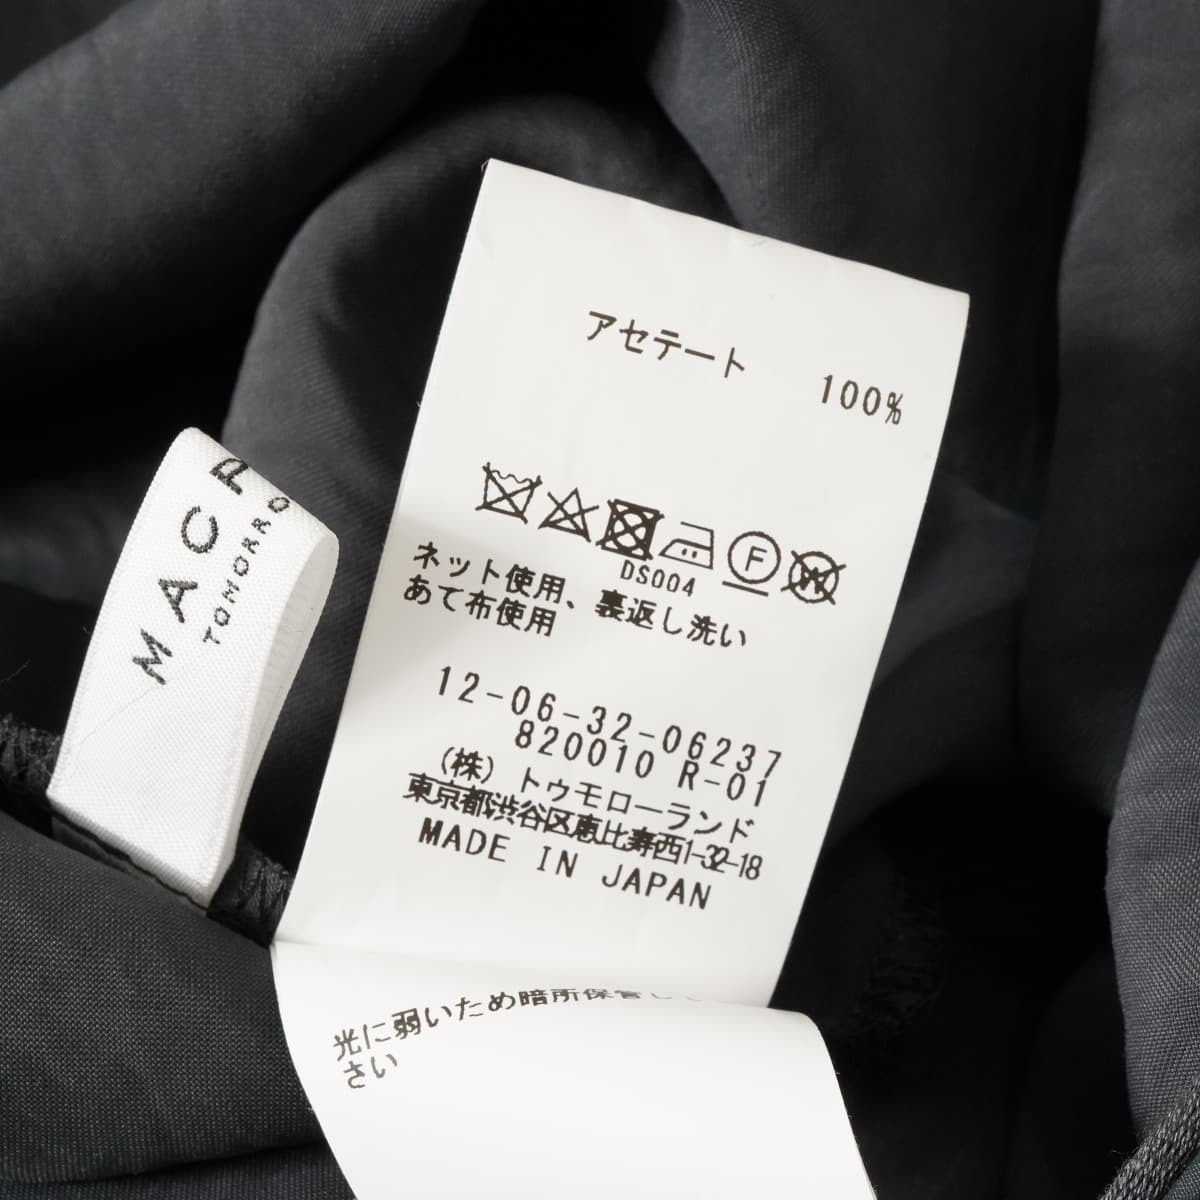 MAC
TOMORRO
アセテート 100%
F
W
DS004
ネット使用、裏返し洗い
あて布使用
12-06-32-06237
820010 R-01
(株)トゥモローランド
東京都渋谷区恵比寿西1-32-18
MADE IN JAPAN
光に弱いため暗所保管し
さい